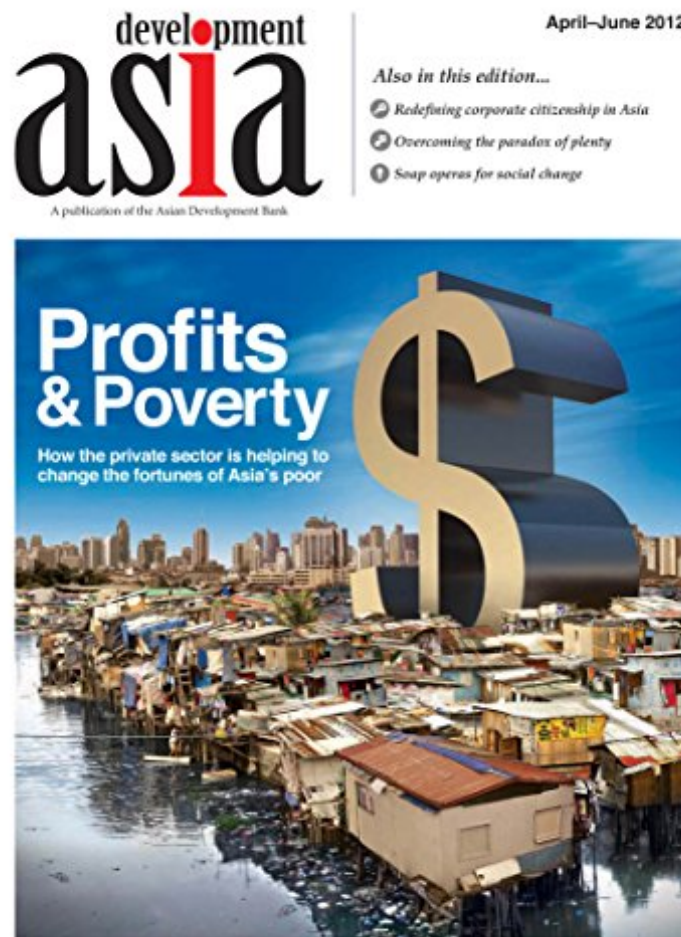 development
asia
A publication of the Asian Development Bank
April–June 2012
Also in this edition...
Redefining corporate citizenship in Asia
Overcoming the paradox of plenty
Soap operas for social change
Profits
& Poverty
How the private sector is helping to
change the fortunes of Asia's poor